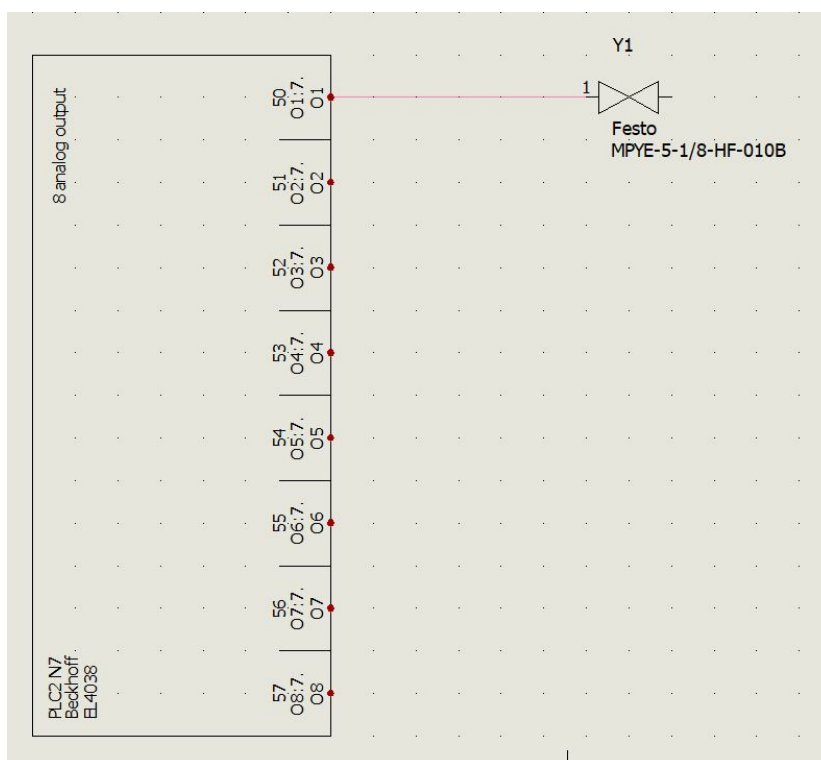 8 analog output
50
O1:7.
O1
51
O2:7.
O2
52
O3:7.
O3
53
O4:7.
O4
54
O5:7.
O5
55
O6:7.
O6
56
O7:7.
O7
57
O8:7.
O8
PLC2 N7
Beckhoff
EL4038
Y1
1
Festo
MPYE-5-1/8-HF-010B